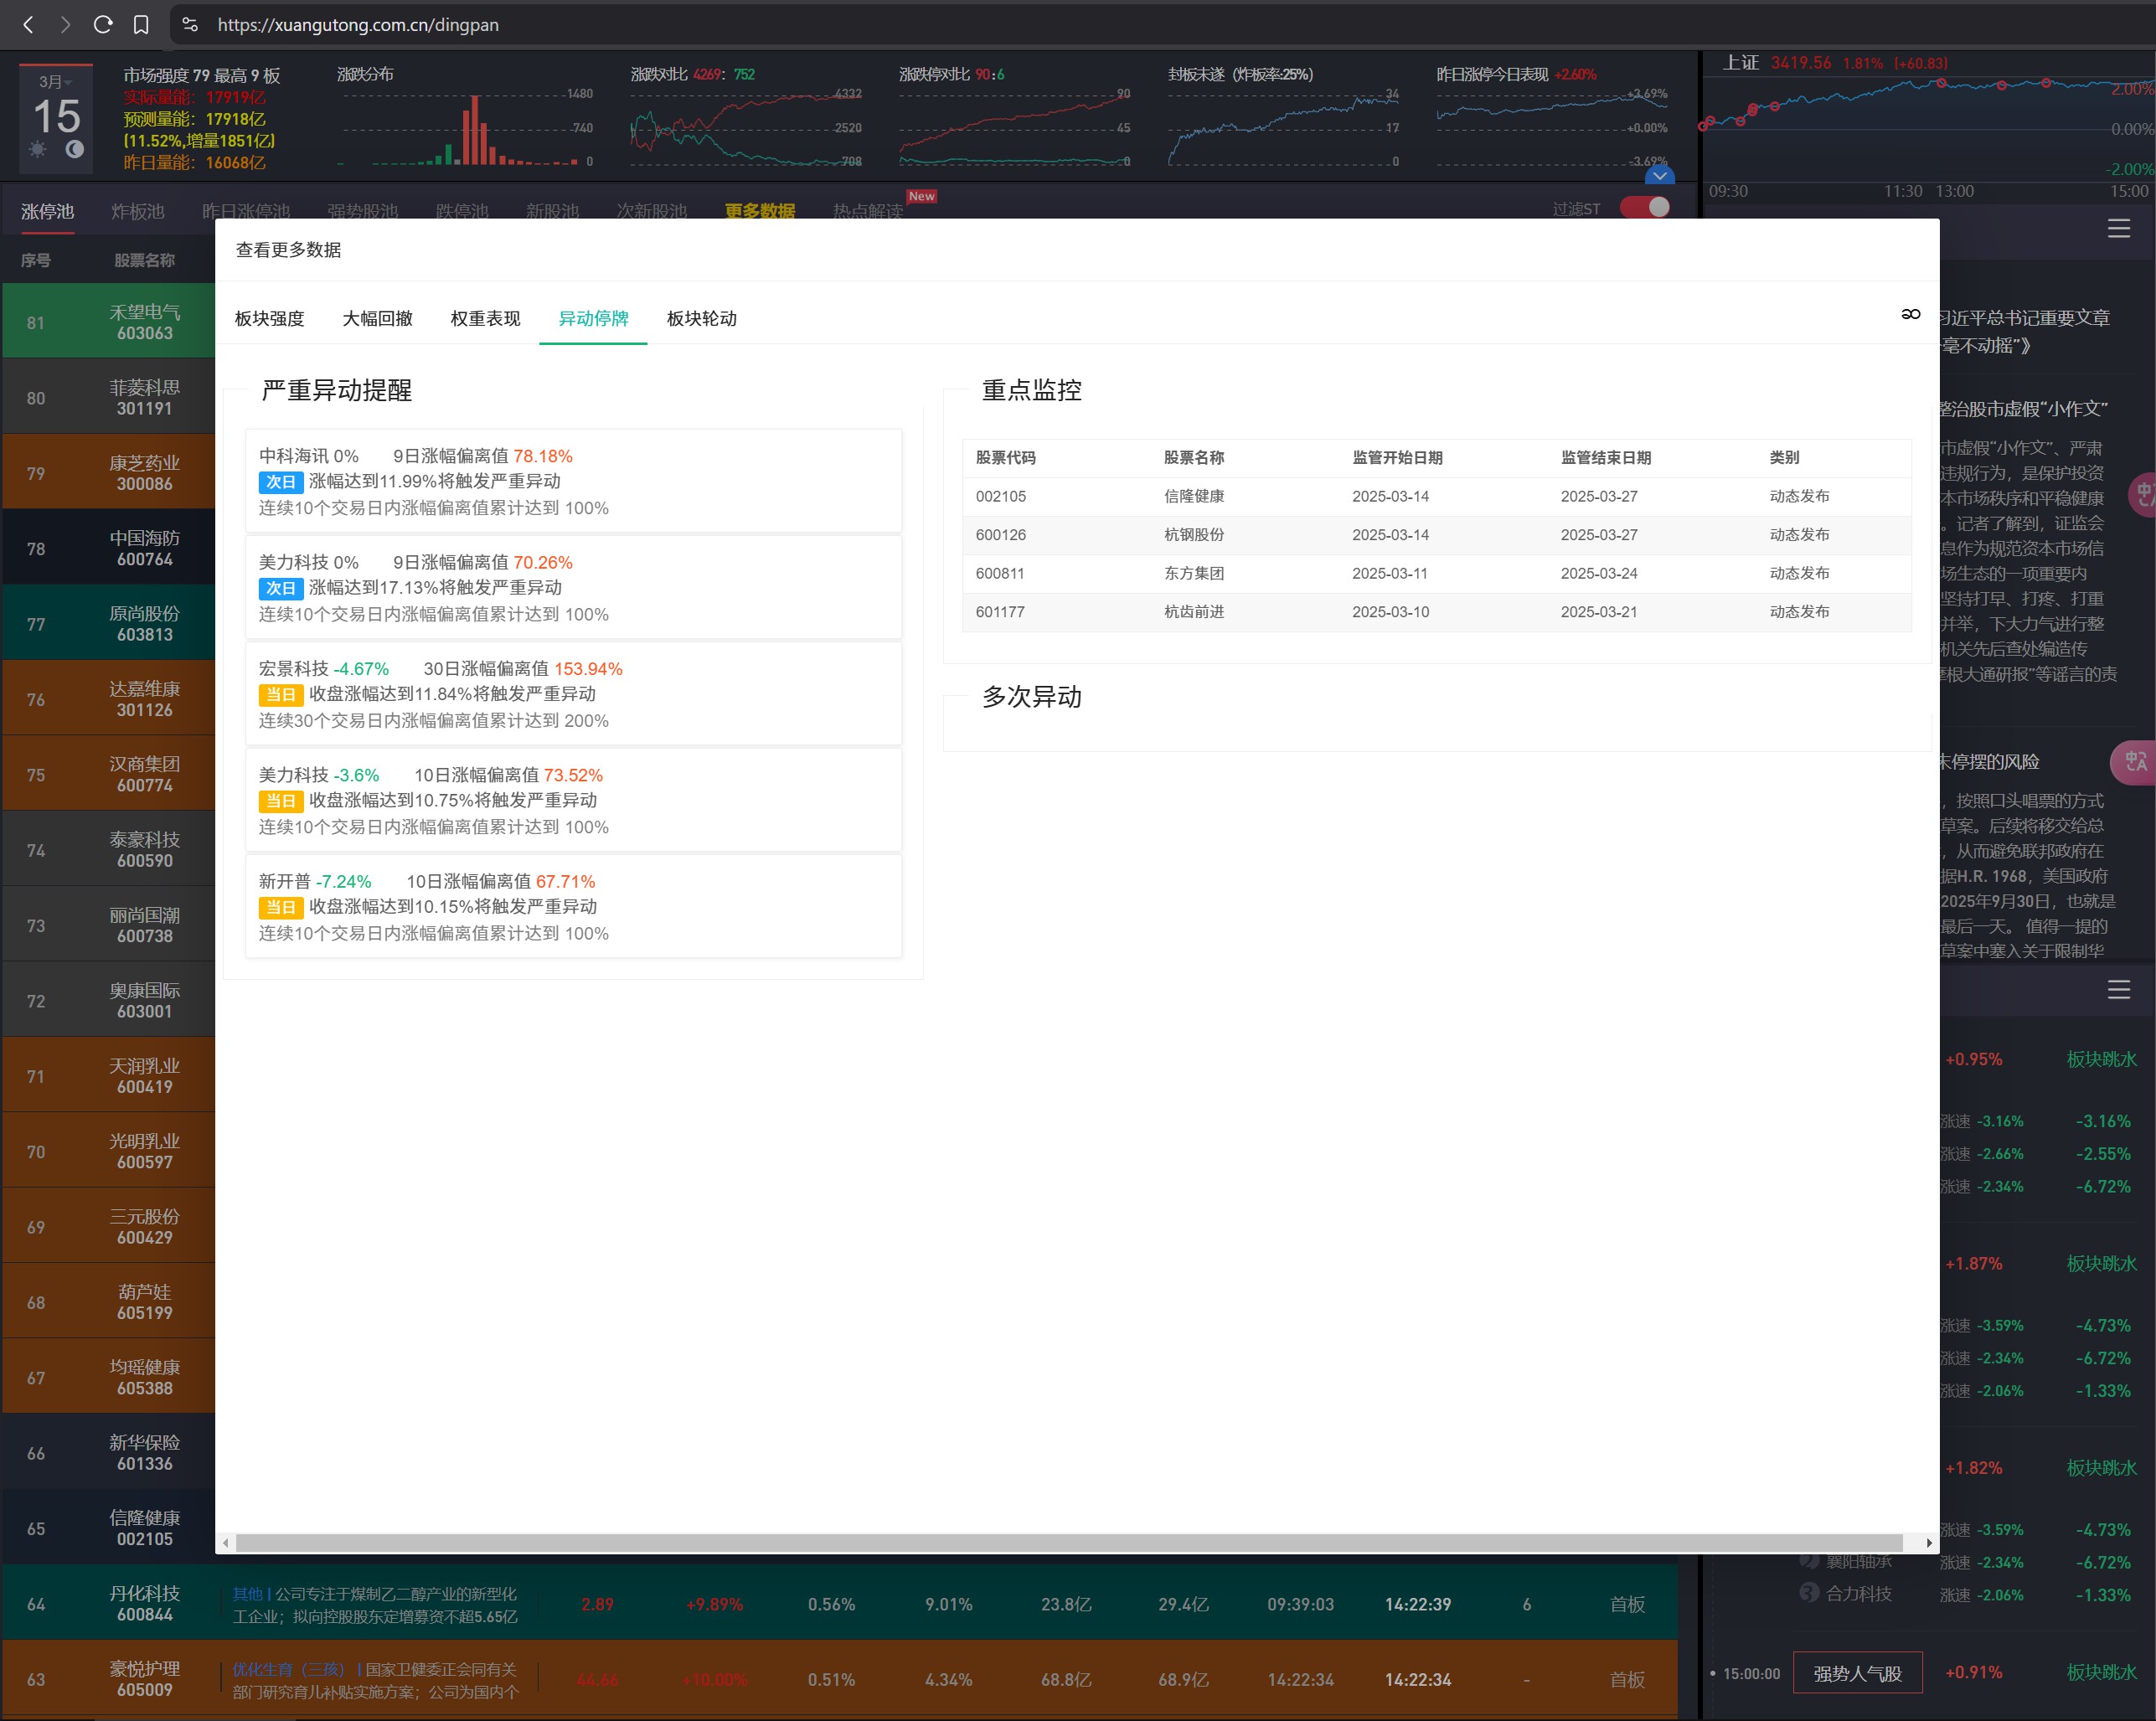 https://xuangutong.com.cn/dingpan
3月
15
市场强度 79 最高 9 板
实际量能：17919亿
预测量能：17918亿
(11.52%,增量1851亿)
昨日量能：16068亿
涨跌分布
1480
740
0
涨跌对比 4269：752
4332
2520
708
涨跌停对比 90:6
90
45
0
封板未遂（炸板率:25%）
34
17
0
昨日涨停今日表现 +2.60%
+3.69%
+0.00%
-3.69%
上证 3419.56 1.81% (+60.83)
2.00%
0.00%
-2.00%
09:30 11:30 13:00 15:00
涨停池 炸板池 昨日涨停池 强势股池 跌停池 新股池 次新股池 更多数据 热点解读 New 过滤ST
序号 股票名称
81 禾望电气
603063
80 菲菱科思
301191
79 康芝药业
300086
78 中国海防
600764
77 原尚股份
603813
76 达嘉维康
301126
75 汉商集团
600774
74 泰豪科技
600590
73 丽尚国潮
600738
72 奥康国际
603001
71 天润乳业
600419
70 光明乳业
600597
69 三元股份
600429
68 葫芦娃
605199
67 均瑶健康
605388
66 新华保险
601336
65 信隆健康
002105
查看更多数据
板块强度 大幅回撤 权重表现 异动停牌 板块轮动
严重异动提醒
中科海讯 0% 9日涨幅偏离值 78.18%
次日 涨幅达到11.99%将触发严重异动
连续10个交易日内涨幅偏离值累计达到 100%
美力科技 0% 9日涨幅偏离值 70.26%
次日 涨幅达到17.13%将触发严重异动
连续10个交易日内涨幅偏离值累计达到 100%
宏景科技 -4.67% 30日涨幅偏离值 153.94%
当日 收盘涨幅达到11.84%将触发严重异动
连续30个交易日内涨幅偏离值累计达到 200%
美力科技 -3.6% 10日涨幅偏离值 73.52%
当日 收盘涨幅达到10.75%将触发严重异动
连续10个交易日内涨幅偏离值累计达到 100%
新开普 -7.24% 10日涨幅偏离值 67.71%
当日 收盘涨幅达到10.15%将触发严重异动
连续10个交易日内涨幅偏离值累计达到 100%
重点监控
股票代码 股票名称 监管开始日期 监管结束日期 类别
002105 信隆健康 2025-03-14 2025-03-27 动态发布
600126 杭钢股份 2025-03-14 2025-03-27 动态发布
600811 东方集团 2025-03-11 2025-03-24 动态发布
601177 杭齿前进 2025-03-10 2025-03-21 动态发布
多次异动
习近平总书记重要文章
毫不动摇”》
整治股市虚假“小作文”
市虚假“小作文”、严肃
违规行为，是保护投资
本市场秩序和平稳健康
。记者了解到，证监会
息作为规范资本市场信
场生态的一项重要内
坚持打早、打疼、打重
并举，下大力气进行整
机关先后查处编造传
摩根大通研报”等谣言的责
未停摆的风险
，按照口头唱票的方式
草案。后续将移交给总
，从而避免联邦政府在
据H.R. 1968，美国政府
2025年9月30日，也就是
最后一天。 值得一提的
草案中塞入关于限制华
+0.95% 板块跳水
涨速 -3.16% -3.16%
涨速 -2.66% -2.55%
涨速 -2.34% -6.72%
+1.87% 板块跳水
涨速 -3.59% -4.73%
涨速 -2.34% -6.72%
涨速 -2.06% -1.33%
+1.82% 板块跳水
涨速 -3.59% -4.73%
2 襄阳轴承 涨速 -2.34% -6.72%
3 合力科技 涨速 -2.06% -1.33%
15:00:00 强势人气股 +0.91% 板块跳水
64 丹化科技
600844
其他 | 公司专注于煤制乙二醇产业的新型化
工企业；拟向控股股东定增募资不超5.65亿
2.89 +9.89% 0.56% 9.01% 23.8亿 29.4亿 09:39:03 14:22:39 6 首板
63 豪悦护理
605009
优化生育（三孩） | 国家卫健委正会同有关
部门研究育儿补贴实施方案；公司为国内个
44.66 +10.00% 0.51% 4.34% 68.8亿 68.9亿 14:22:34 14:22:34 - 首板